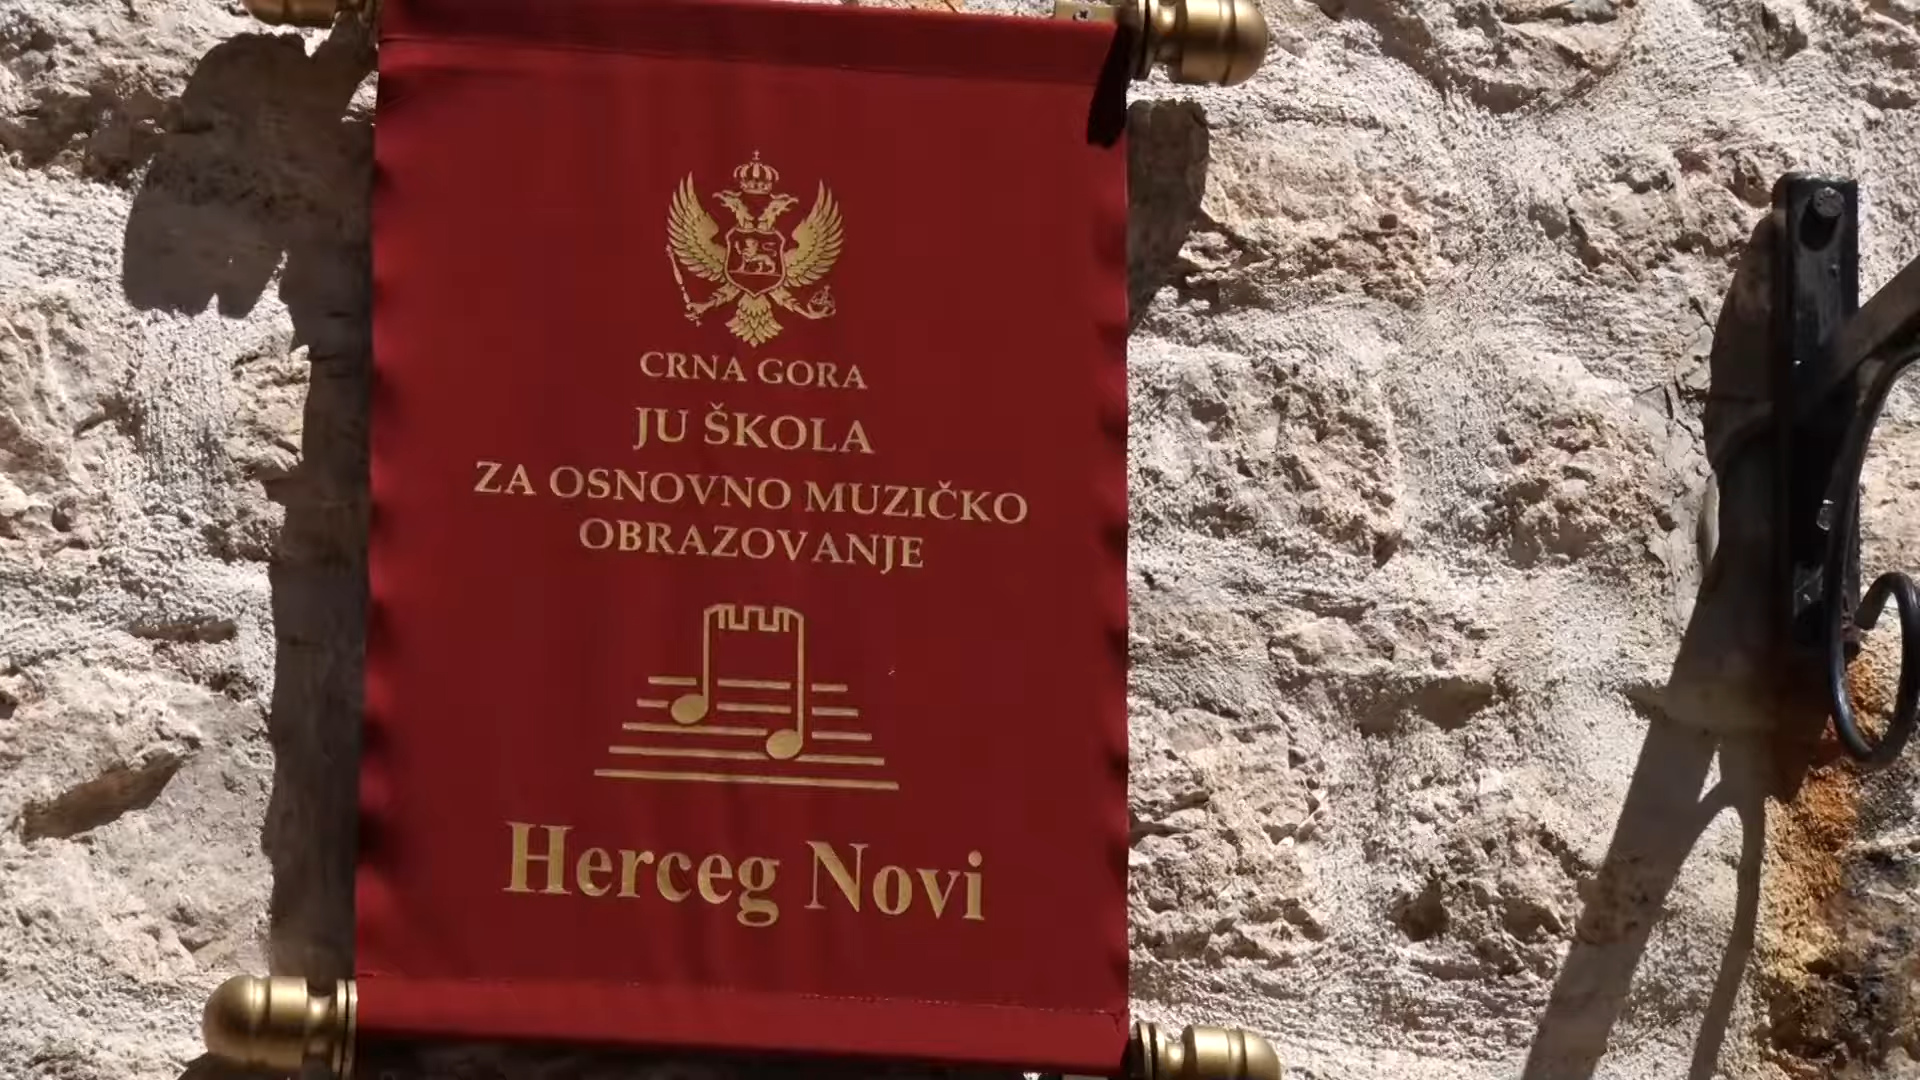 CRNA GORA
JU ŠKOLA
ZA OSNOVNO MUZIČKO
OBRAZOVANJE
Herceg Novi